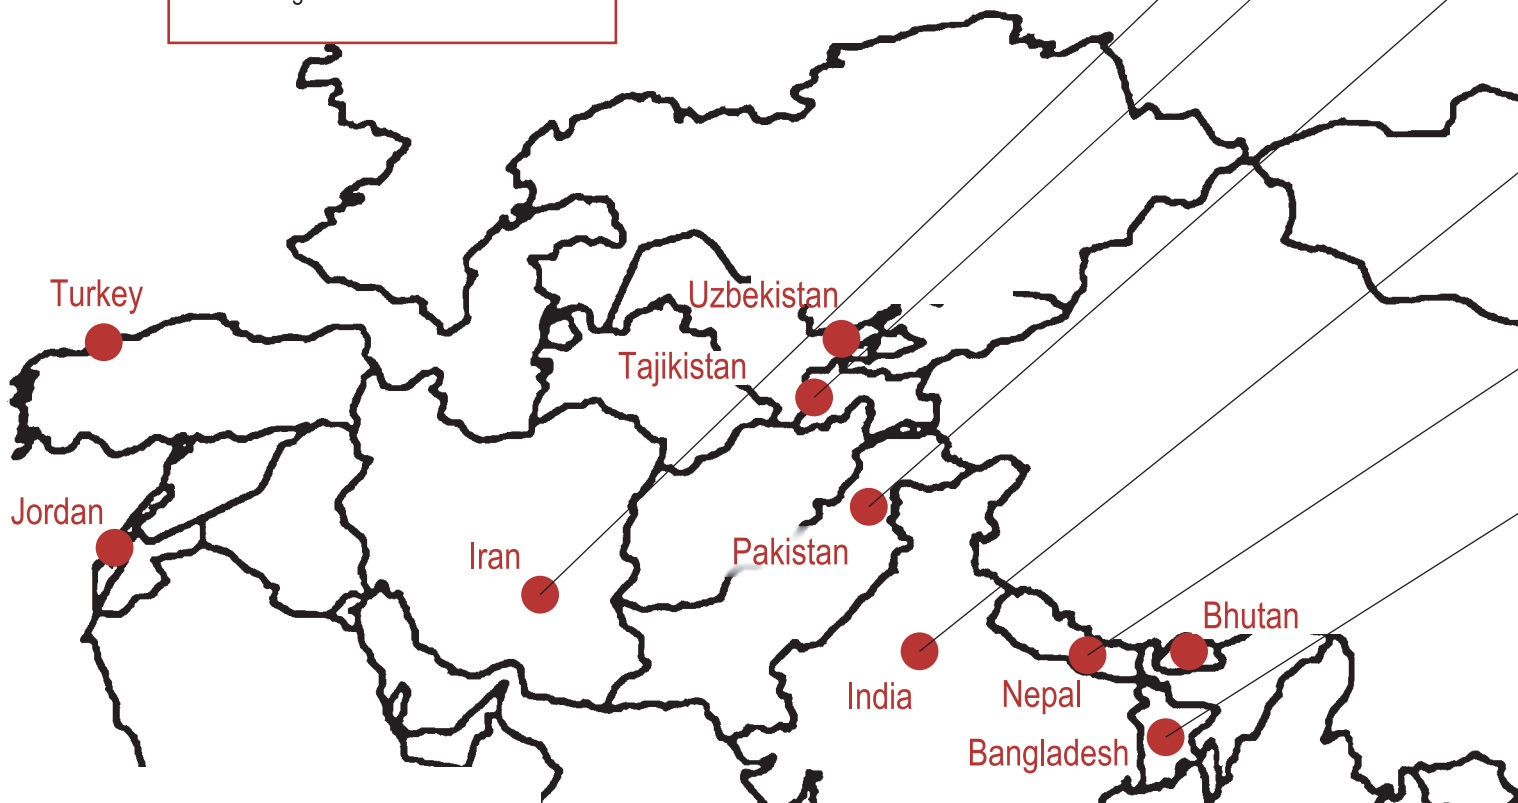 Turkey
Uzbekistan
Tajikistan
Jordan
Iran
Pakistan
Bhutan
India
Nepal
Bangladesh